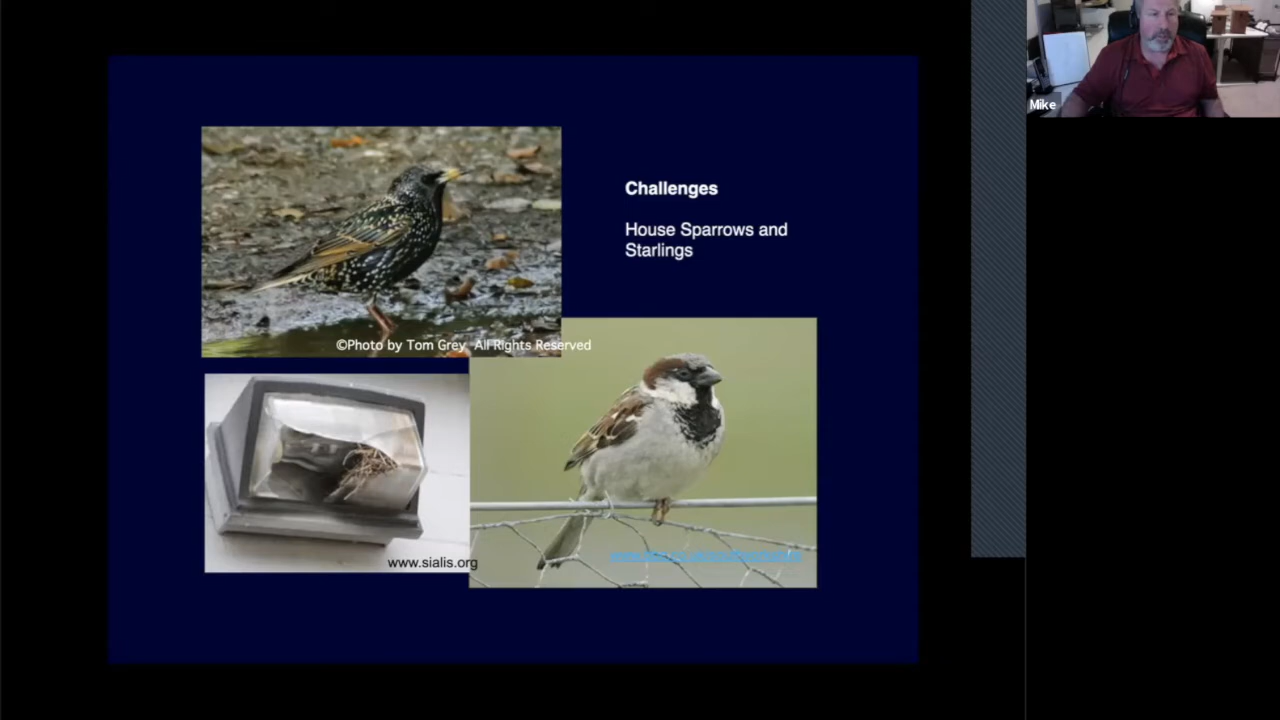 Mike
Challenges
House Sparrows and
Starlings
©Photo by Tom Grey All Rights Reserved
www.sialis.org